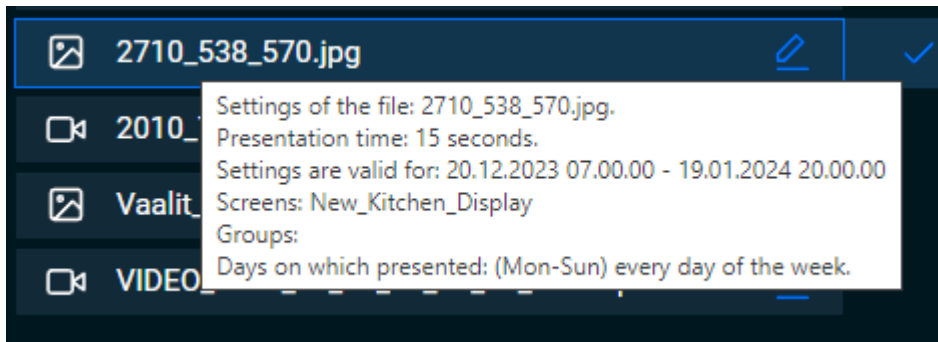 2710_538_570.jpg
Settings of the file: 2710_538_570.jpg.
Presentation time: 15 seconds.
2010_
Settings are valid for: 20.12.2023 07.00.00 - 19.01.2024 20.00.00
Vaalit_
Screens: New_Kitchen_Display
Groups:
Days on which presented: (Mon-Sun) every day of the week.
VIDEO_